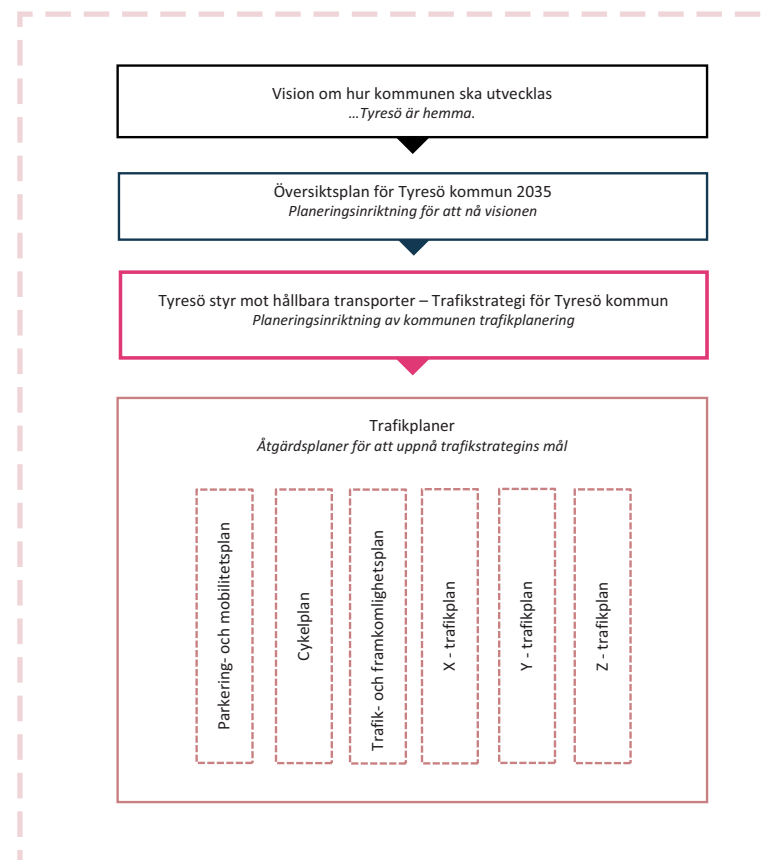 Vision om hur kommunen ska utvecklas
…Tyresö är hemma.
Översiktsplan för Tyresö kommun 2035
Planeringsinriktning för att nå visionen
Tyresö styr mot hållbara transporter – Trafikstrategi för Tyresö kommun
Planeringsinriktning av kommunen trafikplanering
Trafikplaner
Åtgärdsplaner för att uppnå trafikstrategins mål
Parkering- och mobilitetsplan
Cykelplan
Trafik- och framkomlighetsplan
X - trafikplan
Y - trafikplan
Z - trafikplan